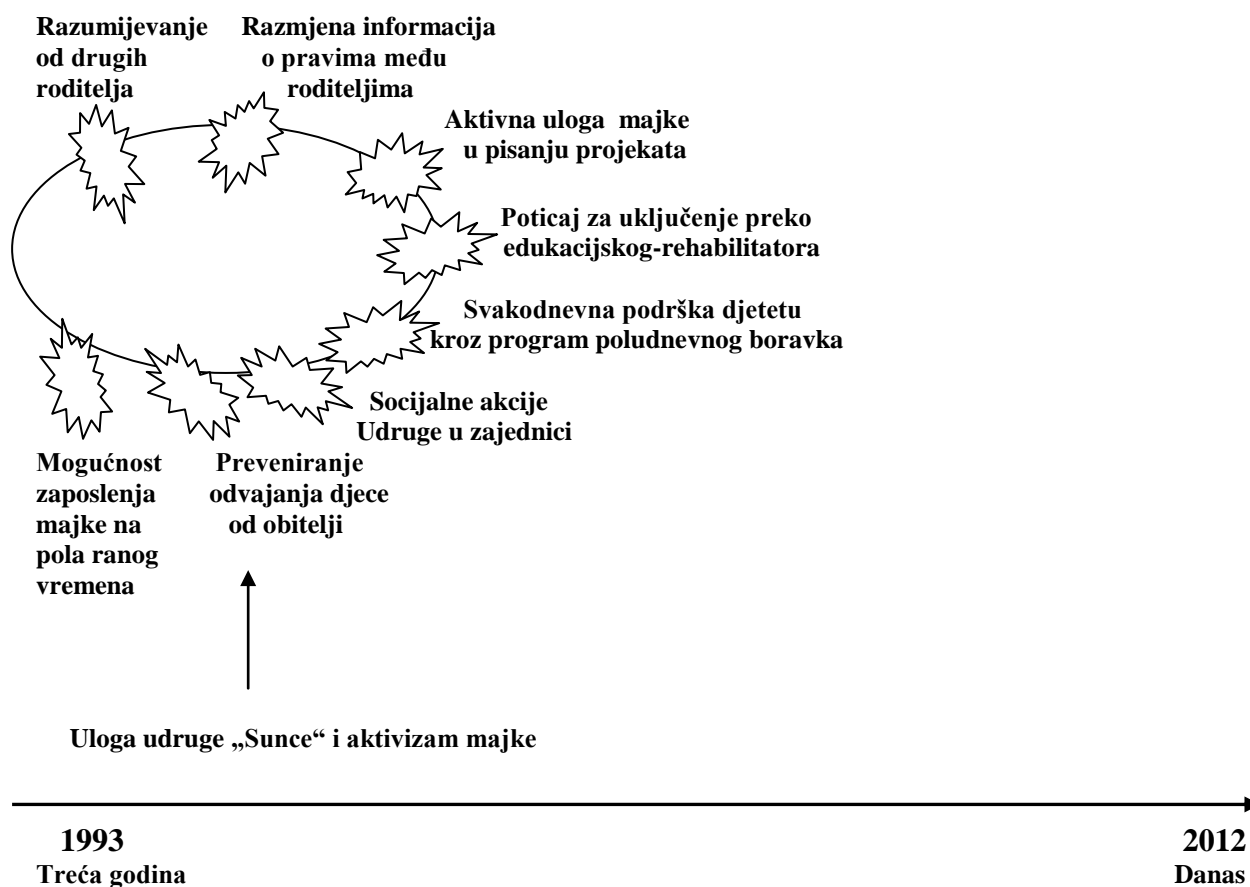 Razumijevanje
od drugih
roditelja
Razmjena informacija
o pravima među
roditeljima
Aktivna uloga majke
u pisanju projekata
Poticaj za uključenje preko
edukacijskog-rehabilitatora
Svakodnevna podrška djetetu
kroz program poludnevnog boravka
Socijalne akcije
Udruge u zajednici
Mogućnost
zaposlenja
majke na
pola ranog
vremena
Preveniranje
odvajanja djece
od obitelji
Uloga udruge „Sunce“ i aktivizam majke
1993
Treća godina
2012
Danas